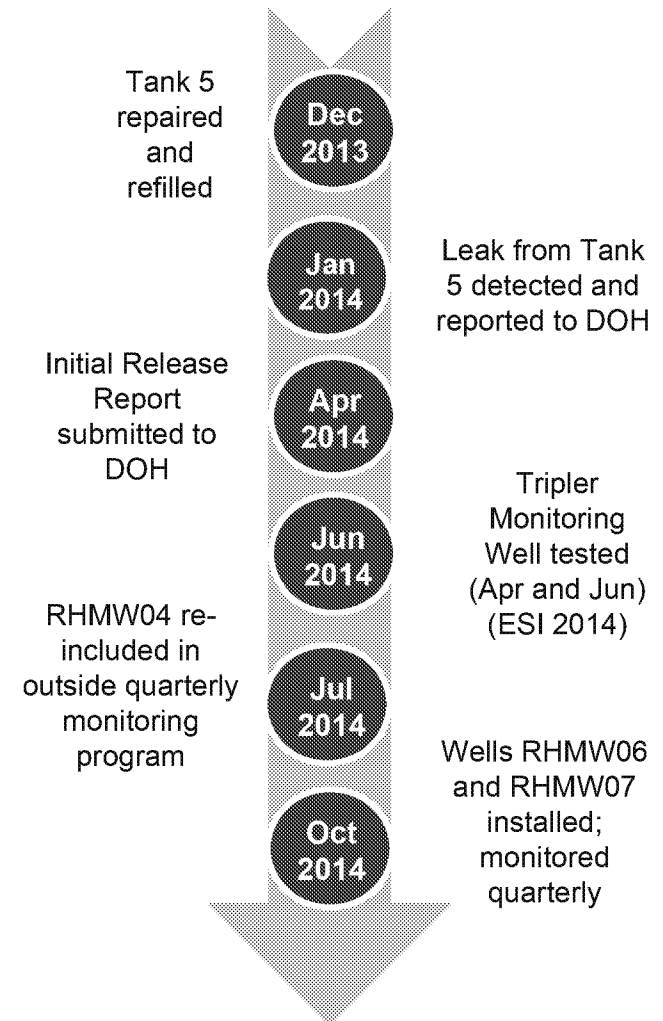 Tank 5
repaired
and
refilled
Dec
2013
Jan
2014
Leak from Tank
5 detected and
reported to DOH
Initial Release
Report
submitted to
DOH
Apr
2014
Jun
2014
Tripler
Monitoring
Well tested
(Apr and Jun)
(ESI 2014)
RHMW04 re-
included in
outside quarterly
monitoring
program
Jul
2014
Wells RHMW06
and RHMW07
installed;
monitored
quarterly
Oct
2014